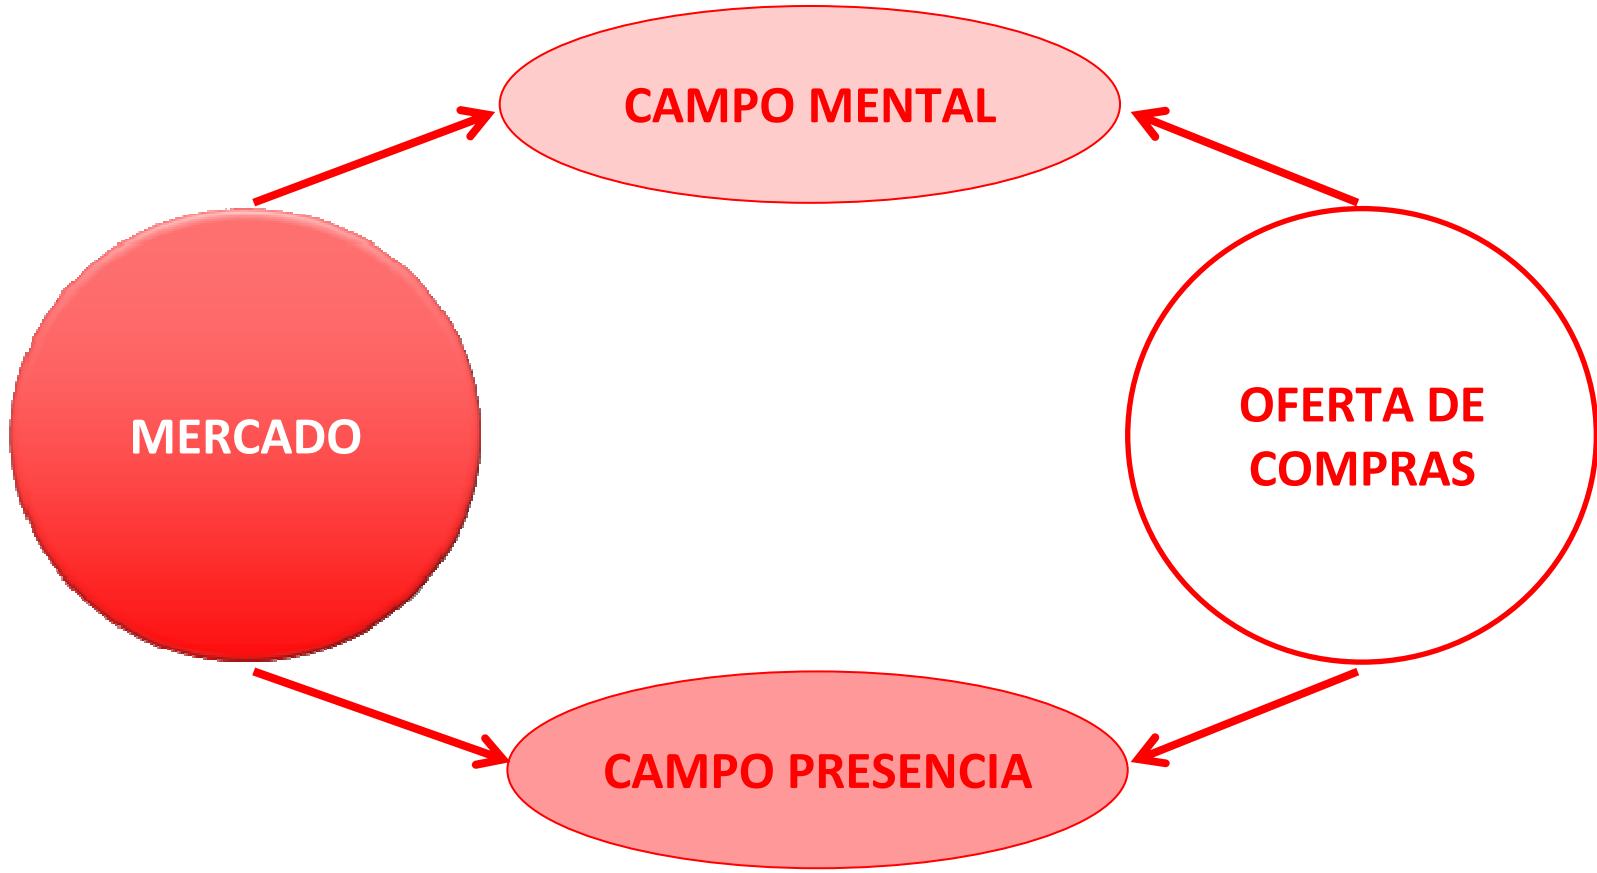 CAMPO MENTAL
MERCADO
OFERTA DE
COMPRAS
CAMPO PRESENCIA